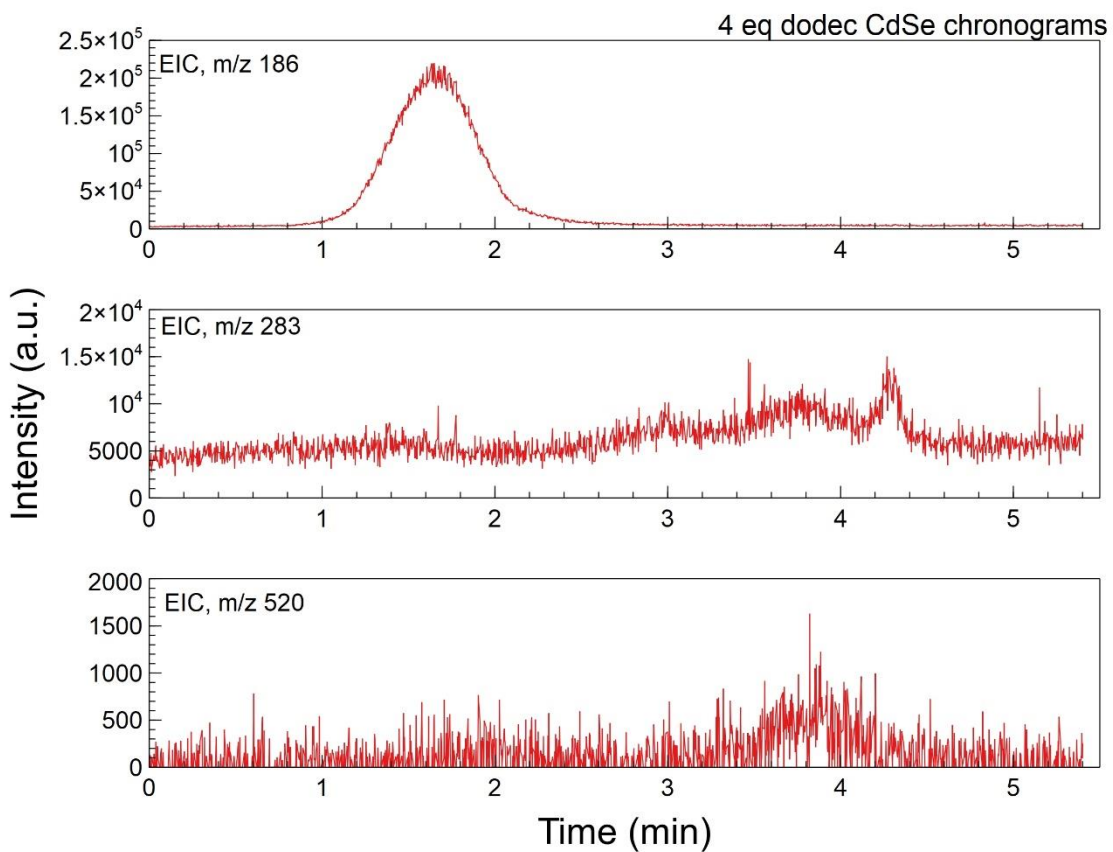 4 eq dodec CdSe chronograms
2.5×10⁵
EIC, m/z 186
2×10⁵
1.5×10⁵
10⁵
5×10⁴
0
0 1 2 3 4 5
2×10⁴
EIC, m/z 283
1.5×10⁴
10⁴
5000
0
0 1 2 3 4 5
Intensity (a.u.)
2000
EIC, m/z 520
1500
1000
500
0
0 1 2 3 4 5
Time (min)